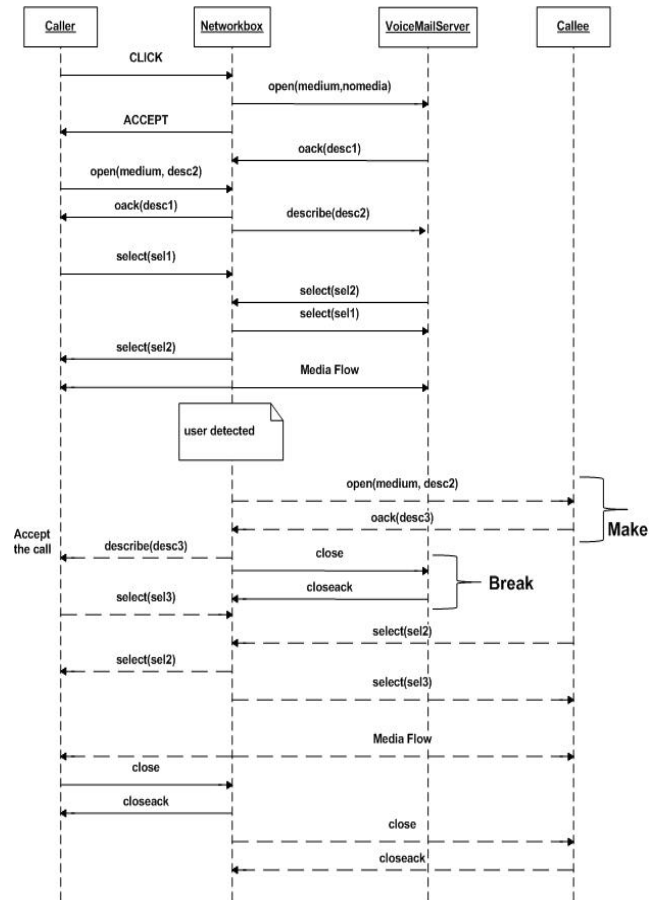 Caller
Networkbox
VoiceMailServer
Callee
CLICK
open(medium,nomedia)
ACCEPT
oack(desc1)
open(medium, desc2)
oack(desc1)
describe(desc2)
select(sel1)
select(sel2)
select(sel1)
select(sel2)
Media Flow
user detected
open(medium, desc2)
oack(desc3)
Make
Accept
the call
describe(desc3)
close
Break
closeack
select(sel3)
select(sel2)
select(sel2)
select(sel3)
Media Flow
close
closeack
close
closeack